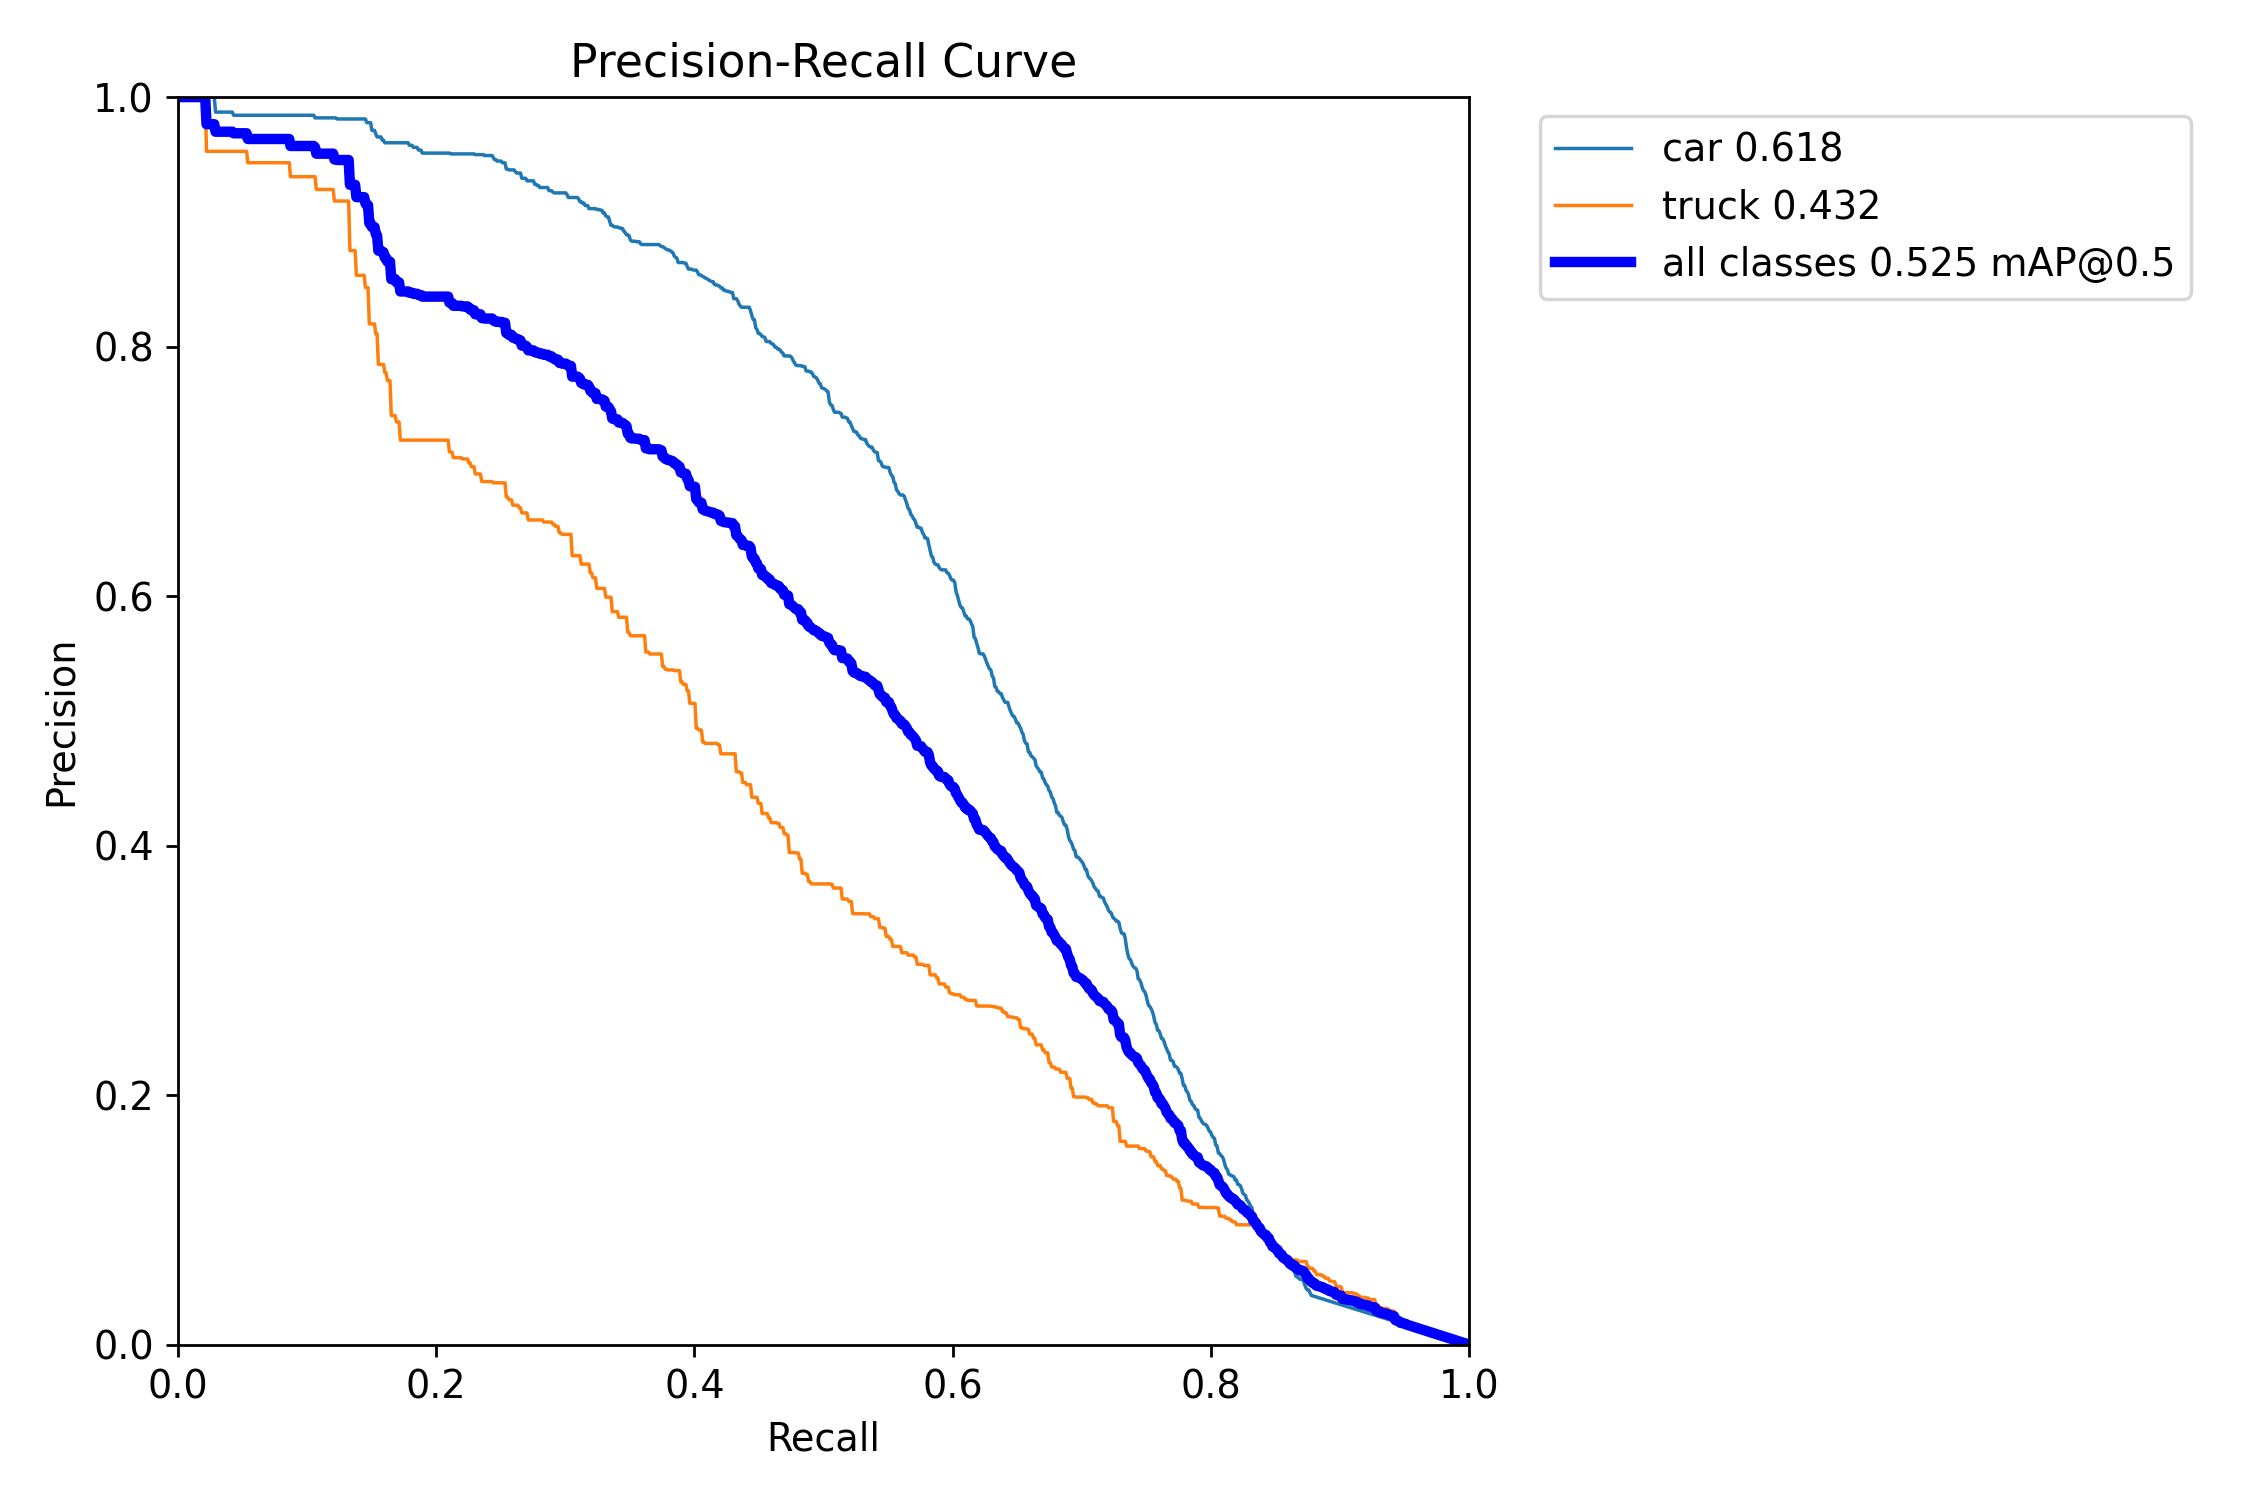 Precision-Recall Curve
1.0
0.8
0.6
0.4
0.2
0.0
Precision
0.0 0.2 0.4 0.6 0.8 1.0
Recall
car 0.618
truck 0.432
all classes 0.525 mAP@0.5